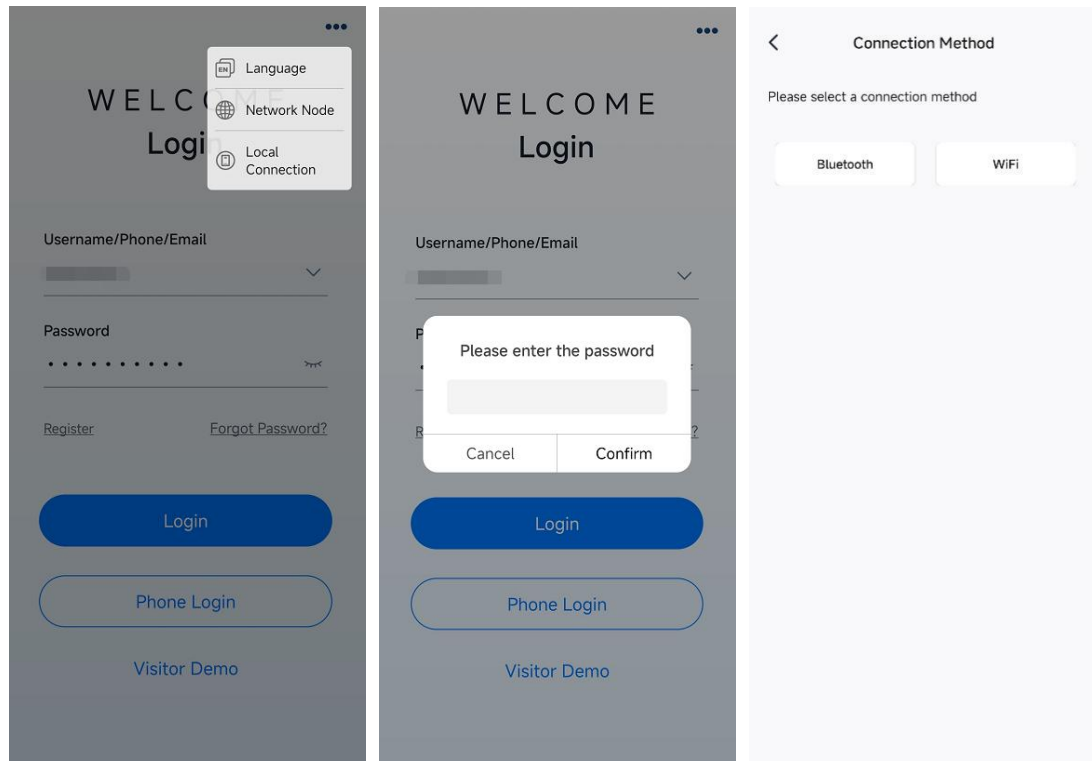 Language
WELCOME
Network Node
Login
Local
Connection
Username/Phone/Email
Password
Register Forgot Password?
Login
Phone Login
Visitor Demo
WELCOME
Login
Username/Phone/Email
P
Please enter the password
R ?
Cancel Confirm
Login
Phone Login
Visitor Demo
Connection Method
Please select a connection method
Bluetooth WiFi